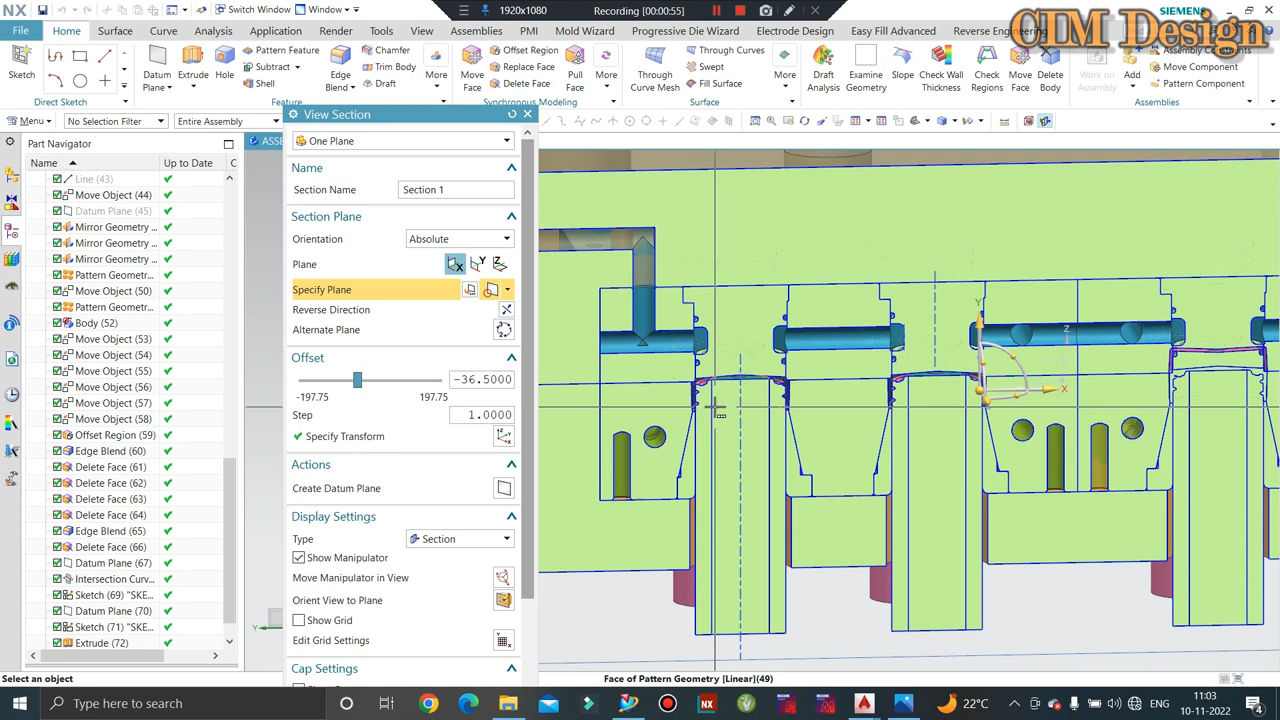 NX Switch Window Window 1920x1080 Recording [00:00:55] SIEMENS
CIM Design
File Home Surface Curve Analysis Application Render Tools View Assemblies PMI Mold Wizard Progressive Die Wizard Electrode Design Easy Fill Advanced Reverse Engineering
Pattern Feature Chamfer Offset Region Through Curves Assembly Constraints
Subtract Trim Body Replace Face Swept Move Component
Shell Draft Delete Face Fill Surface Pattern Component
Sketch Datum Plane Extrude Hole Edge Blend More Move Face Pull Face More Through Curve Mesh More Draft Analysis Examine Geometry Slope Check Wall Thickness Check Regions Move Face Delete Body Work on Assembly Add
Direct Sketch Feature Synchronous Modeling Surface Assemblies
Menu No Selection Filter Entire Assembly
Part Navigator
Name Up to Date C
Line (43)
Move Object (44)
Datum Plane (45)
Mirror Geometry
Mirror Geometry
Mirror Geometry
Pattern Geomet...
Move Object (50)
Pattern Geomet...
Body (52)
Move Object (53)
Move Object (54)
Move Object (55)
Move Object (56)
Move Object (57)
Move Object (58)
Offset Region (59)
Edge Blend (60)
Delete Face (61)
Delete Face (62)
Delete Face (63)
Delete Face (64)
Edge Blend (65)
Delete Face (66)
Datum Plane (67)
Intersection Curv...
Sketch (69) "SKE...
Datum Plane (70)
Sketch (71) "SKE...
Extrude (72)
ASSE
View Section
One Plane
Name
Section Name Section 1
Section Plane
Orientation Absolute
Plane X Y Z
Specify Plane
Reverse Direction
Alternate Plane
Offset
-36.5000
-197.75 197.75
Step 1.0000
Specify Transform
Actions
Create Datum Plane
Display Settings
Type Section
Show Manipulator
Move Manipulator in View
Orient View to Plane
Show Grid
Edit Grid Settings
Cap Settings
Y
Z
X
Y
Select an object Face of Pattern Geometry [Linear](49)
Type here to search 22°C ENG 11:03
10-11-2022 4